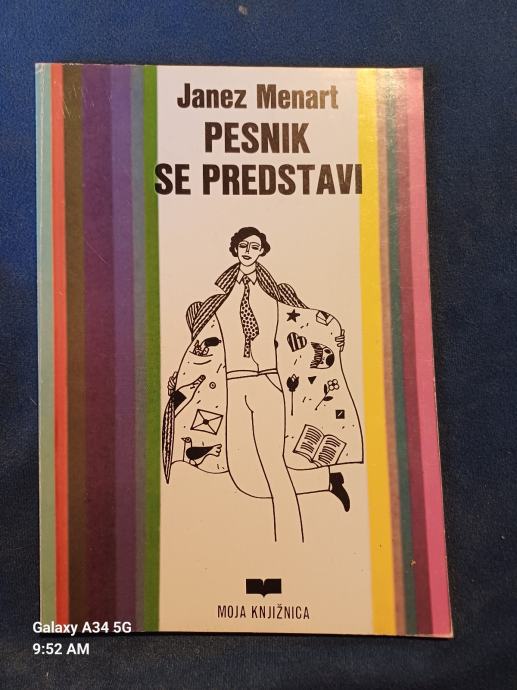 Janez Menart
PESNIK
SE PREDSTAVI
MOJA KNJIŽNICA
Galaxy A34 5G
9:52 AM